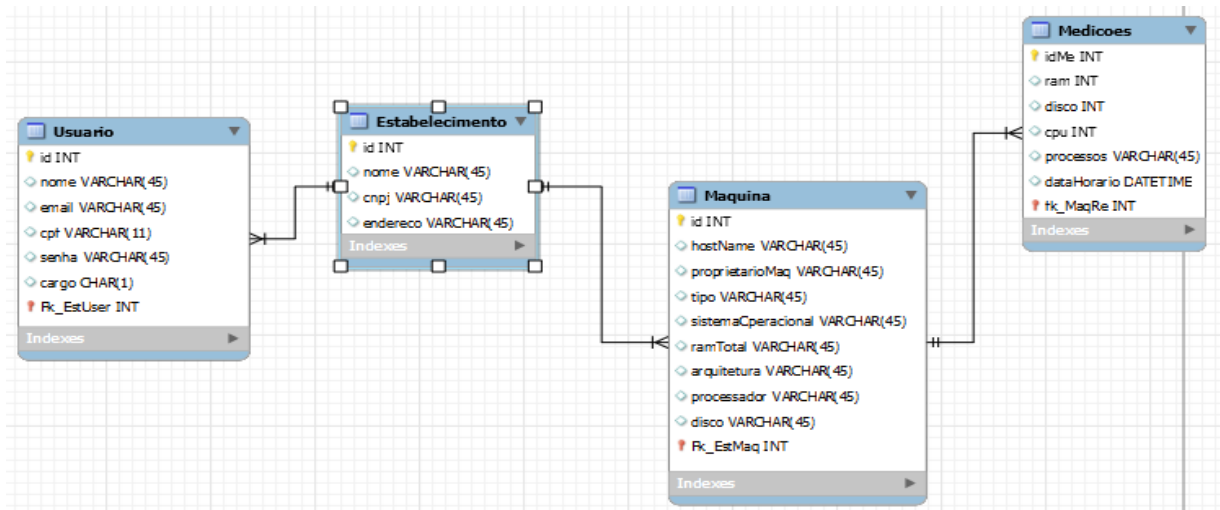 Usuario
id INT
nome VARCHAR(45)
email VARCHAR(45)
cpf VARCHAR(11)
senha VARCHAR(45)
cargo CHAR(1)
Fk_EstUser INT
Indexes
Estabelecimento
id INT
nome VARCHAR(45)
cnpj VARCHAR(45)
endereco VARCHAR(45)
Indexes
Maquina
id INT
hostName VARCHAR(45)
proprietarioMaq VARCHAR(45)
tipo VARCHAR(45)
sistemaOperacional VARCHAR(45)
ramTotal VARCHAR(45)
arquitetura VARCHAR(45)
processador VARCHAR(45)
disco VARCHAR(45)
Fk_EstMaq INT
Indexes
Medicoes
idMe INT
ram INT
disco INT
cpu INT
processos VARCHAR(45)
dataHorario DATETIME
fk_MaqRe INT
Indexes